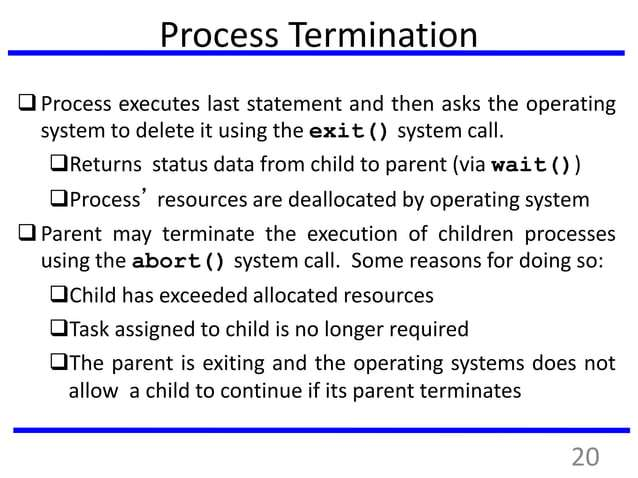 Process Termination
❑Process executes last statement and then asks the operating
system to delete it using the exit() system call.
❑Returns status data from child to parent (via wait())
❑Process’ resources are deallocated by operating system
❑Parent may terminate the execution of children processes
using the abort() system call. Some reasons for doing so:
❑Child has exceeded allocated resources
❑Task assigned to child is no longer required
❑The parent is exiting and the operating systems does not
allow a child to continue if its parent terminates
20